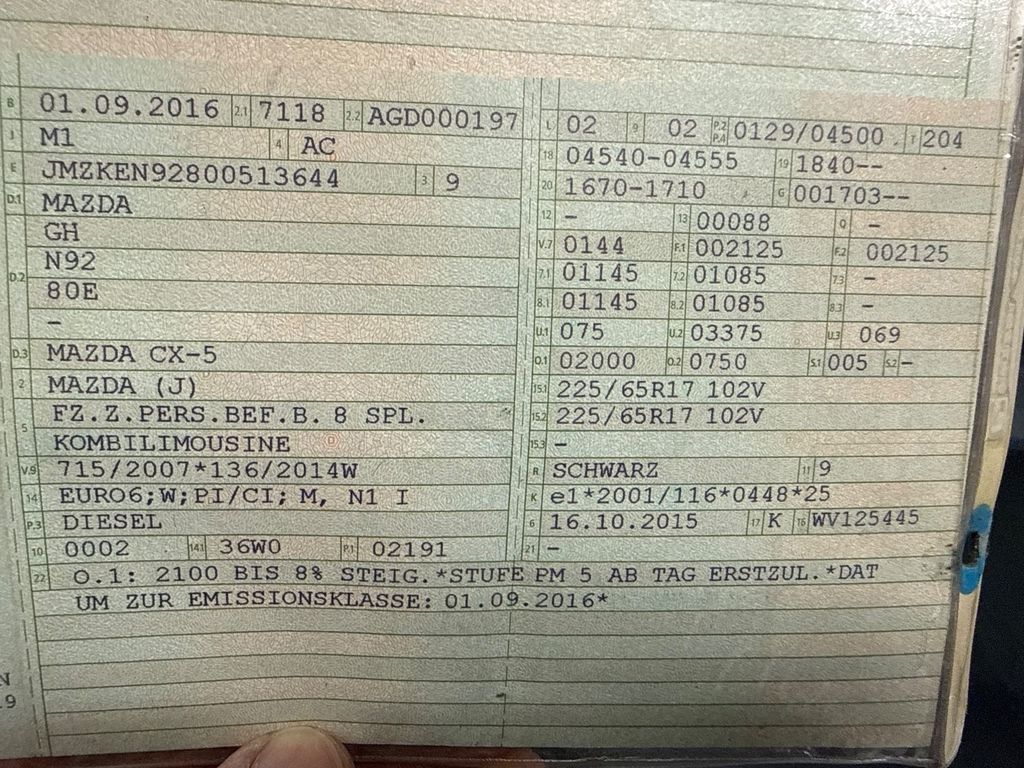 B 01.09.2016 2.1 7118 2.2 AGD000197
J M1 4 AC
E JMZKEN92800513644 3 9
D.1 MAZDA
D.2 GH
N92
80E
–
D.3 MAZDA CX-5
2 MAZDA (J)
5 FZ.Z.PERS.BEF.B. 8 SPL.
KOMBILIMOUSINE
V.9 715/2007*136/2014W
14 EURO6;W;PI/CI; M, N1 I
P.3 DIESEL
10 0002 14.1 36W0 P.1 02191
L 02 9 02 P.2 P.4 0129/04500 . T 204
18 04540-04555 19 1840--
20 1670-1710 G 001703--
12 – 13 00088 Q –
V.7 0144 F.1 002125 F.2 002125
7.1 01145 7.2 01085 7.3 –
8.1 01145 8.2 01085 8.3 –
U.1 075 U.2 03375 U.3 069
O.1 02000 O.2 0750 S.1 005 S.2 –
15.1 225/65R17 102V
15.2 225/65R17 102V
15.3 –
R SCHWARZ 11 9
K e1*2001/116*0448*25
6 16.10.2015 17 K 16 WV125445
21 –
22 O.1: 2100 BIS 8% STEIG.*STUFE PM 5 AB TAG ERSTZUL.*DAT
UM ZUR EMISSIONSKLASSE: 01.09.2016*
N
.9